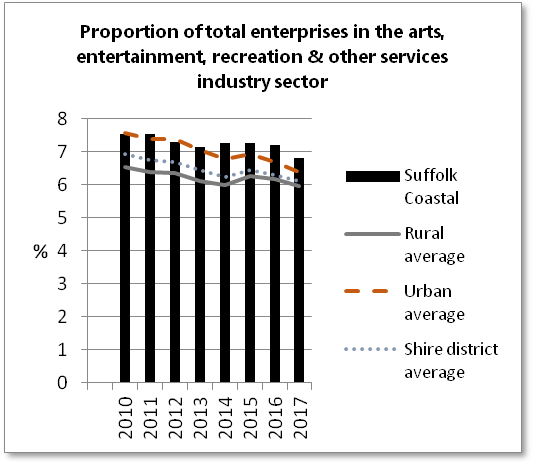 Proportion of total enterprises in the arts,
entertainment, recreation & other services
industry sector
8
7
6
5
% 4
3
2
1
0
2010 2011 2012 2013 2014 2015 2016 2017
Suffolk
Coastal
Rural
average
Urban
average
Shire district
average